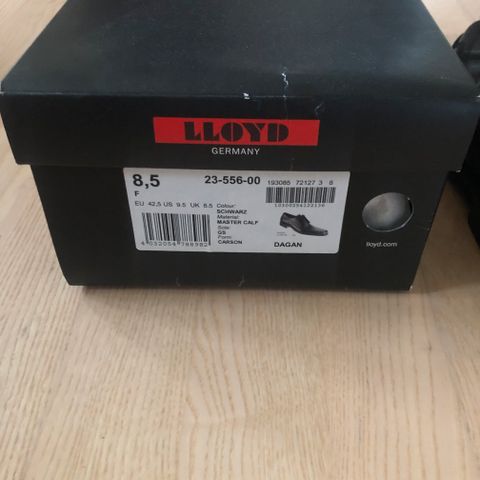 LLOYD
GERMANY
8,5 23-556-00 193085 72127 3 8
F
EU 42,5 US 9.5 UK 8.5 Colour:
SCHWARZ
Material:
MASTER CALF
Sole:
GS
Form:
CARSON
DAGAN
lloyd.com